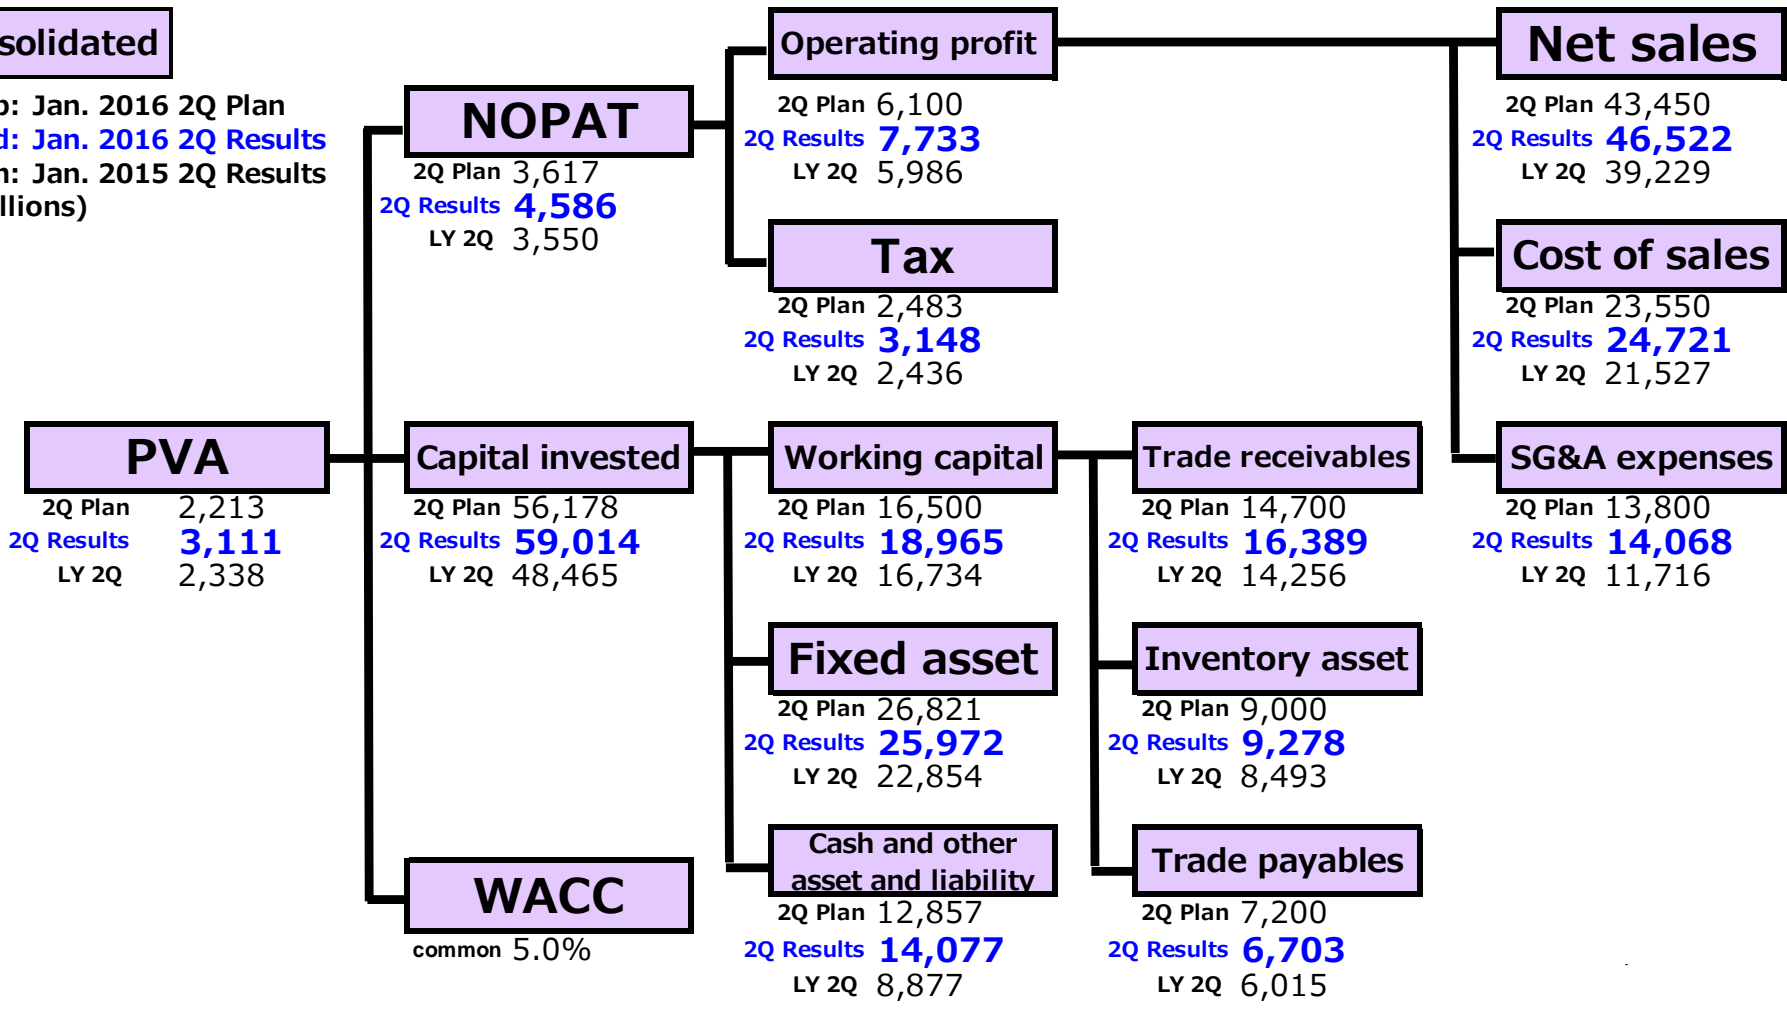 solidated
p: Jan. 2016 2Q Plan
d: Jan. 2016 2Q Results
n: Jan. 2015 2Q Results
llions)
NOPAT
2Q Plan 3,617
2Q Results 4,586
LY 2Q 3,550
Operating profit
2Q Plan 6,100
2Q Results 7,733
LY 2Q 5,986
Tax
2Q Plan 2,483
2Q Results 3,148
LY 2Q 2,436
Net sales
2Q Plan 43,450
2Q Results 46,522
LY 2Q 39,229
Cost of sales
2Q Plan 23,550
2Q Results 24,721
LY 2Q 21,527
SG&A expenses
2Q Plan 13,800
2Q Results 14,068
LY 2Q 11,716
PVA
2Q Plan 2,213
2Q Results 3,111
LY 2Q 2,338
Capital invested
2Q Plan 56,178
2Q Results 59,014
LY 2Q 48,465
Working capital
2Q Plan 16,500
2Q Results 18,965
LY 2Q 16,734
Trade receivables
2Q Plan 14,700
2Q Results 16,389
LY 2Q 14,256
Fixed asset
2Q Plan 26,821
2Q Results 25,972
LY 2Q 22,854
Inventory asset
2Q Plan 9,000
2Q Results 9,278
LY 2Q 8,493
Cash and other
asset and liability
2Q Plan 12,857
2Q Results 14,077
LY 2Q 8,877
Trade payables
2Q Plan 7,200
2Q Results 6,703
LY 2Q 6,015
WACC
common 5.0%